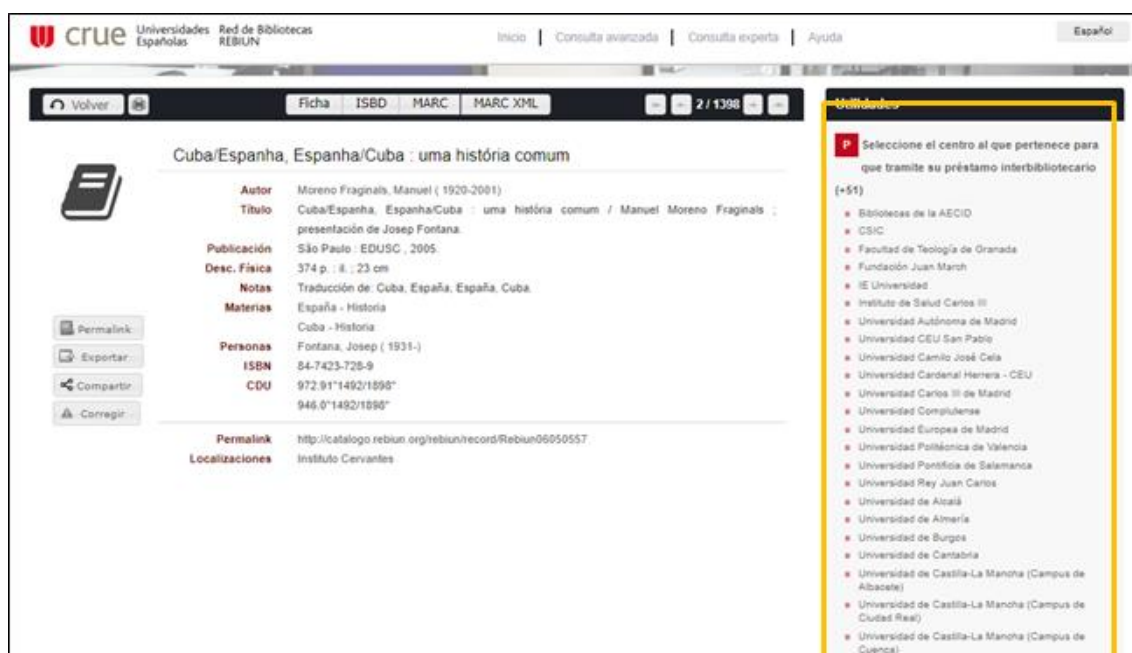 crue Universidades Españolas Red de Bibliotecas REBIUN
Inicio | Consulta avanzada | Consulta experta | Ayuda
Español
Volver
Ficha ISBD MARC MARC XML
2 / 1398
Cuba/Espanha, Espanha/Cuba : uma história comum
Autor Moreno Fraginals, Manuel ( 1920-2001)
Título Cuba/Espanha, Espanha/Cuba : uma história comum / Manuel Moreno Fraginals ;
presentación de Josep Fontana.
Publicación São Paulo : EDUSC , 2005.
Desc. Física 374 p. : il. ; 23 cm
Notas Traducción de: Cuba, España, España, Cuba.
Materias España - Historia
Cuba - Historia
Personas Fontana, Josep ( 1931-)
ISBN 84-7423-728-9
CDU 972.91"1492/1898"
946.0"1492/1898"
Permalink http://catalogo.rebiun.org/rebiun/record/Rebiun06050557
Localizaciones Instituto Cervantes
Permalink
Exportar
Compartir
Corregir
Utilidades
P Seleccione el centro al que pertenece para
que tramite su préstamo interbibliotecario
(+51)
Bibliotecas de la AECID
CSIC
Facultad de Teología de Granada
Fundación Juan March
IE Universidad
Instituto de Salud Carlos III
Universidad Autónoma de Madrid
Universidad CEU San Pablo
Universidad Camilo José Cela
Universidad Cardenal Herrera - CEU
Universidad Carlos III de Madrid
Universidad Complutense
Universidad Europea de Madrid
Universidad Politécnica de Valencia
Universidad Pontificia de Salamanca
Universidad Rey Juan Carlos
Universidad de Alcalá
Universidad de Almería
Universidad de Burgos
Universidad de Cantabria
Universidad de Castilla-La Mancha (Campus de
Albacete)
Universidad de Castilla-La Mancha (Campus de
Ciudad Real)
Universidad de Castilla-La Mancha (Campus de
Cuenca)